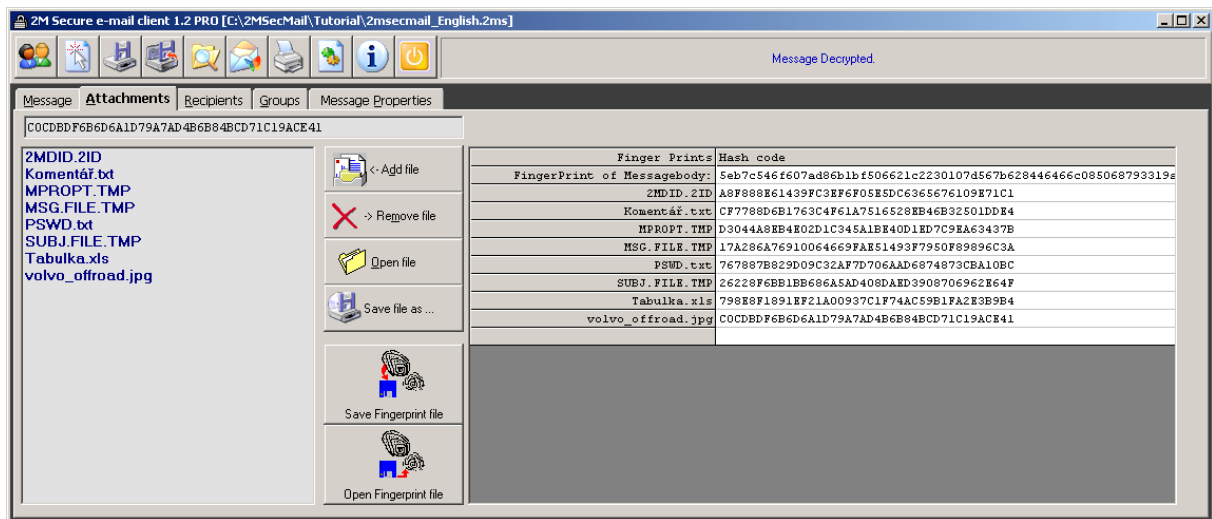 2M Secure e-mail client 1.2 PRO [C:\2MSecMail\Tutorial\2msecmail_English.2ms]
Message Decrypted.
Message Attachments Recipients Groups Message Properties
C0CDBDF6B6D6A1D79A7AD4B6B84BCD71C19ACE41
2MDID.2ID
Komentář.txt
MPROPT.TMP
MSG.FILE.TMP
PSWD.txt
SUBJ.FILE.TMP
Tabulka.xls
volvo_offroad.jpg
<- Add file
-> Remove file
Open file
Save file as ...
Save Fingerprint file
Open Fingerprint file
Finger Prints Hash code
FingerPrint of Messagebody: 5eb7c546f607ad86b1bf506621c2230107d567b628446466c085068793319a
2MDID.2ID A8F888E61439FC3EF6F05E5DC6365676109E71C1
Komentář.txt CF7788D6B1763C4F61A7516528EB46B32501DDE4
MPROPT.TMP D3044A8EB4E02D1C345A1BE40D1ED7C9EA63437B
MSG.FILE.TMP 17A286A76910064669FAE51493F7950F89896C3A
PSWD.txt 767887B829D09C32AF7D706AAD6874873CBA10BC
SUBJ.FILE.TMP 26228F6BB1BB686A5AD408DAED3908706962E64F
Tabulka.xls 798E8F1891EF21A00937C1F74AC59B1FA2E3B9B4
volvo_offroad.jpg C0CDBDF6B6D6A1D79A7AD4B6B84BCD71C19ACE41